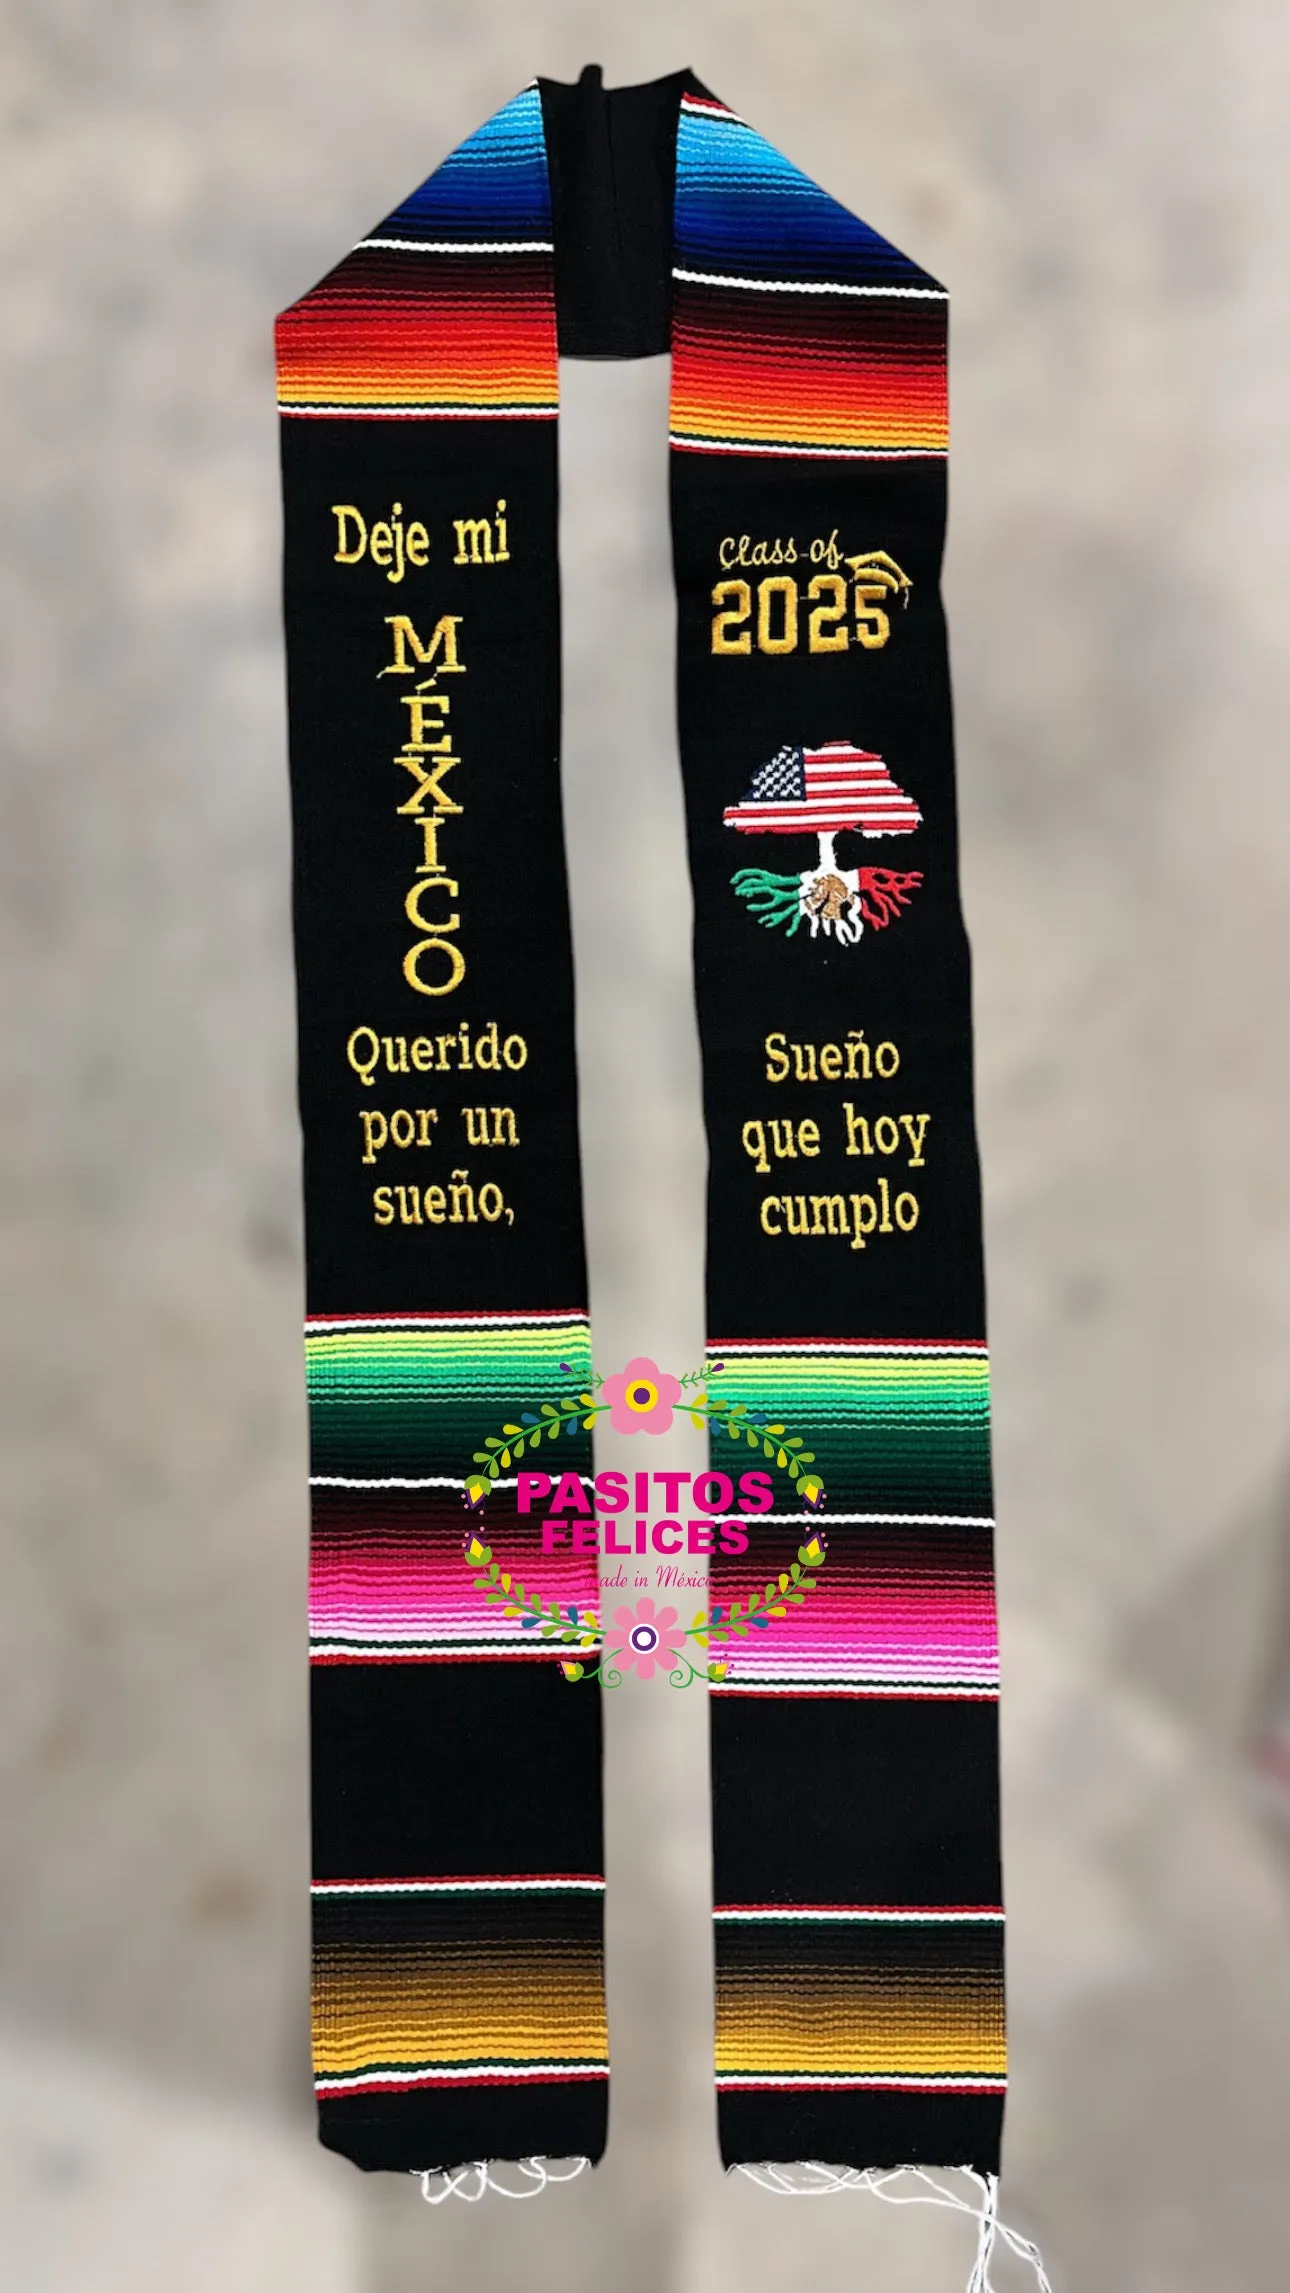 Deje mi
MÉXICO
Querido
por un
sueño,
Class of
2025
Sueño
que hoy
cumplo
PASITOS
FELICES
made in México